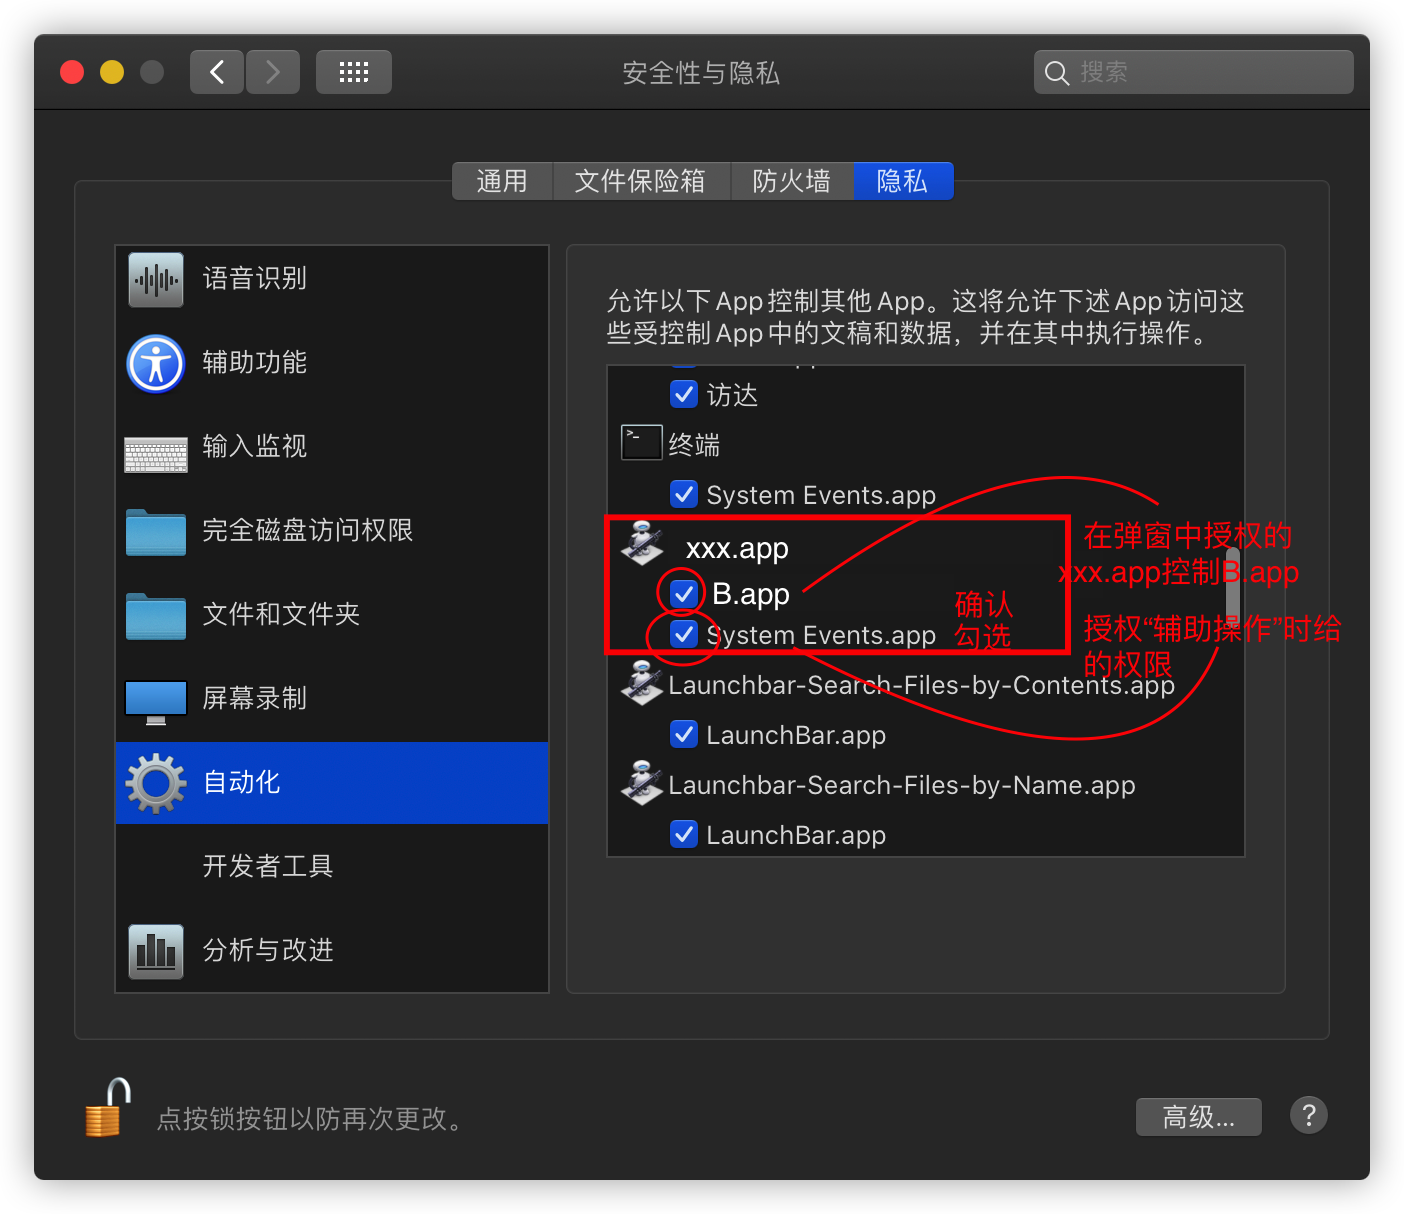 安全性与隐私
搜索
通用
文件保险箱
防火墙
隐私
语音识别
辅助功能
输入监视
完全磁盘访问权限
文件和文件夹
屏幕录制
自动化
开发者工具
分析与改进
允许以下 App 控制其他 App。这将允许下述 App 访问这
些受控制 App 中的文稿和数据，并在其中执行操作。
访达
终端
System Events.app
xxx.app
B.app
System Events.app
确认
勾选
在弹窗中授权的
xxx.app控制B.app
授权“辅助操作”时给
的权限
Launchbar-Search-Files-by-Contents.app
LaunchBar.app
Launchbar-Search-Files-by-Name.app
LaunchBar.app
点按锁按钮以防再次更改。
高级...
?